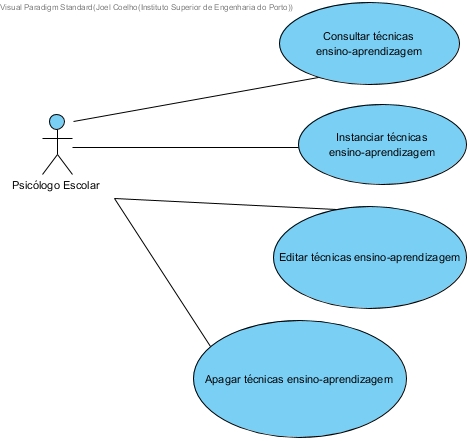 Visual Paradigm Standard(Joel Coelho(Instituto Superior de Engenharia do Porto))
Consultar técnicas
ensino-aprendizagem
Instanciar técnicas
ensino-aprendizagem
Psicólogo Escolar
Editar técnicas ensino-aprendizagem
Apagar técnicas ensino-aprendizagem